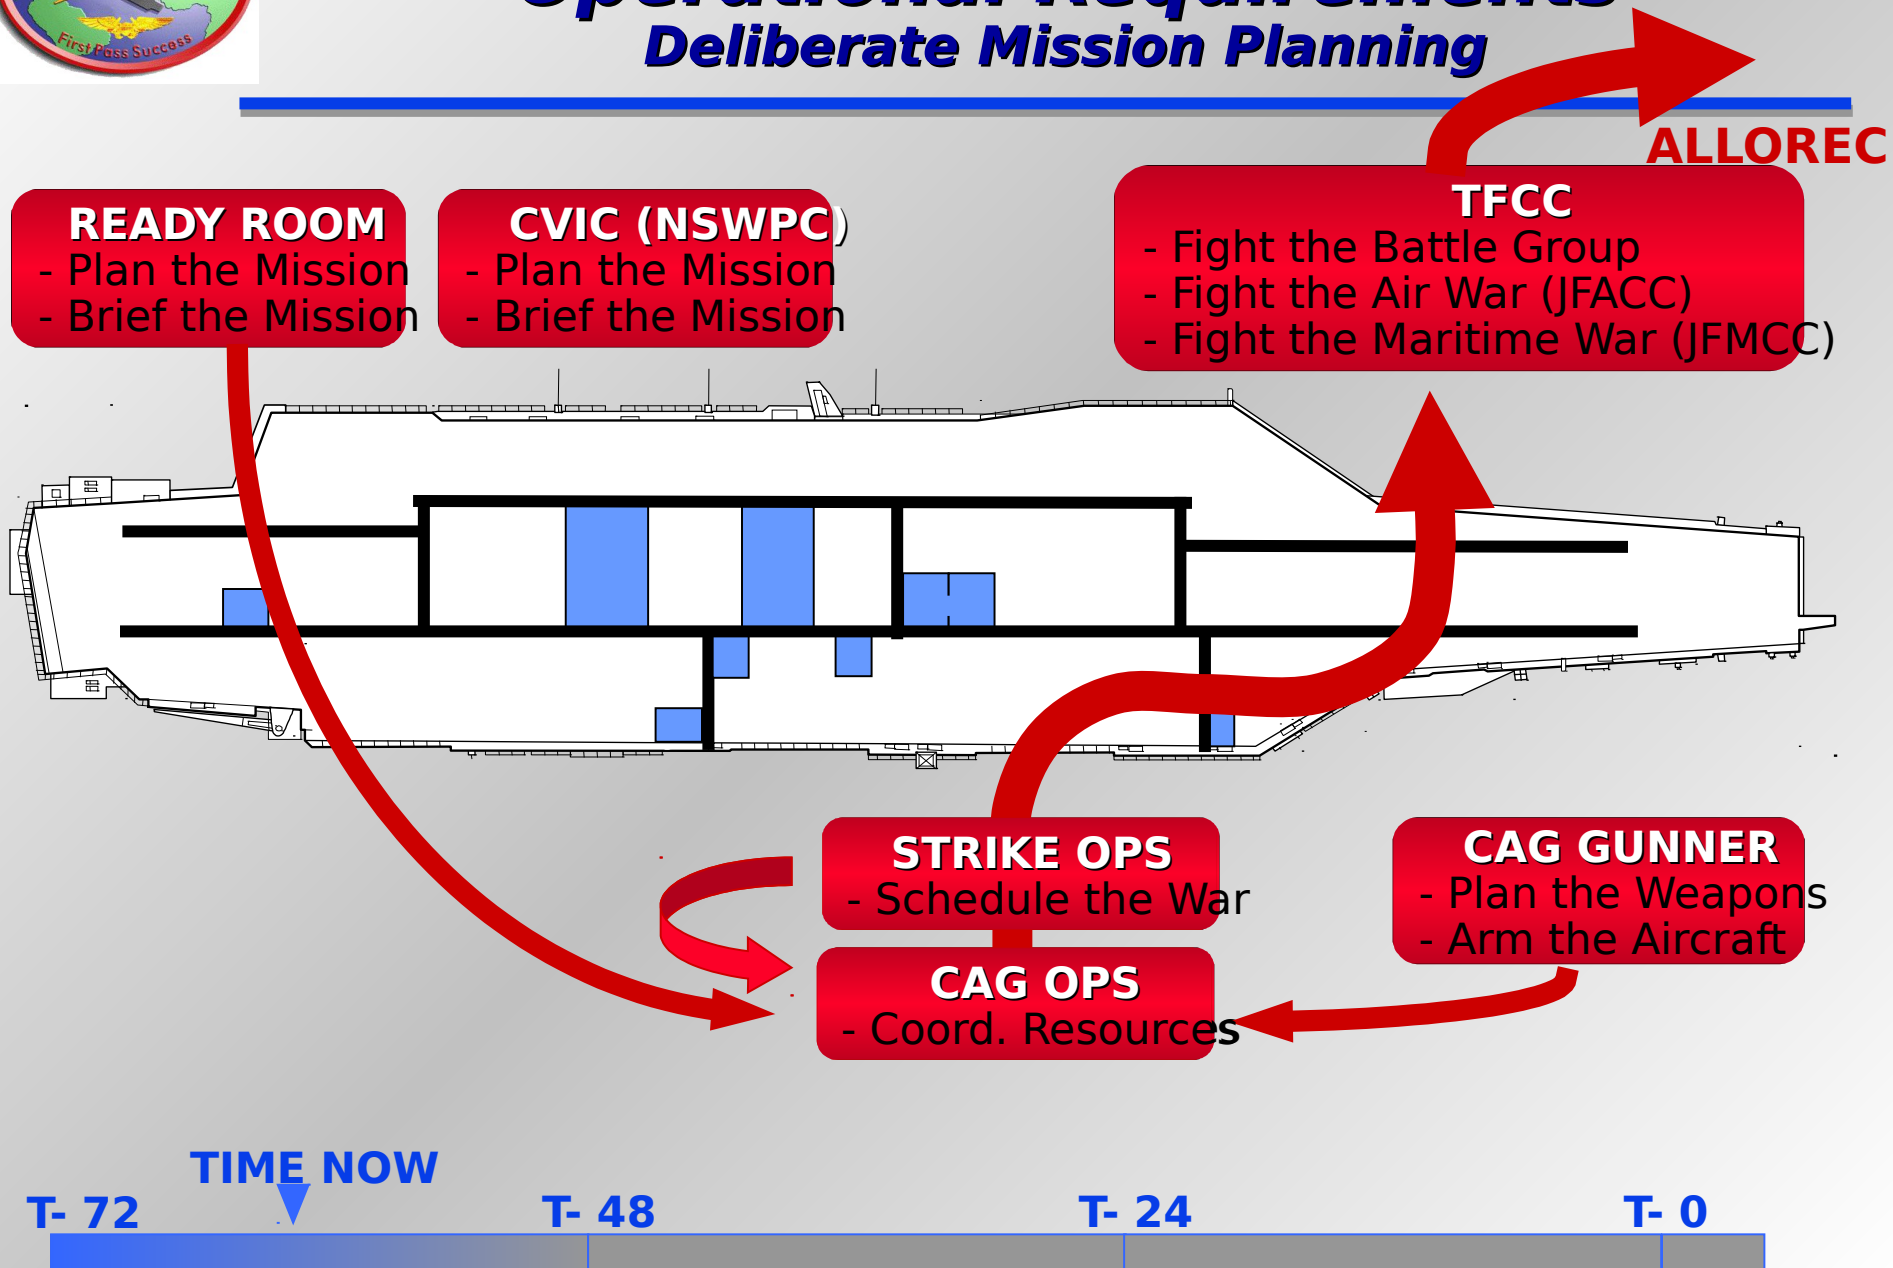 First Pass Success
Operational Requirements
Deliberate Mission Planning
ALLOREC
READY ROOM
- Plan the Mission
- Brief the Mission
CVIC (NSWPC)
- Plan the Mission
- Brief the Mission
TFCC
- Fight the Battle Group
- Fight the Air War (JFACC)
- Fight the Maritime War (JFMCC)
STRIKE OPS
- Schedule the War
CAG GUNNER
- Plan the Weapons
- Arm the Aircraft
CAG OPS
- Coord. Resources
TIME NOW
T- 72
T- 48
T- 24
T- 0